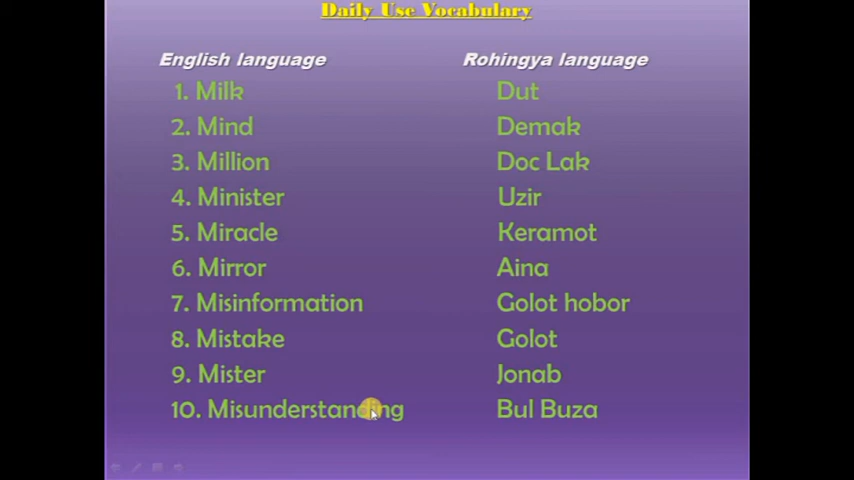 Daily Use Vocabulary
English language Rohingya language
1. Milk Dut
2. Mind Demak
3. Million Doc Lak
4. Minister Uzir
5. Miracle Keramot
6. Mirror Aina
7. Misinformation Golot hobor
8. Mistake Golot
9. Mister Jonab
10. Misunderstanding Bul Buza